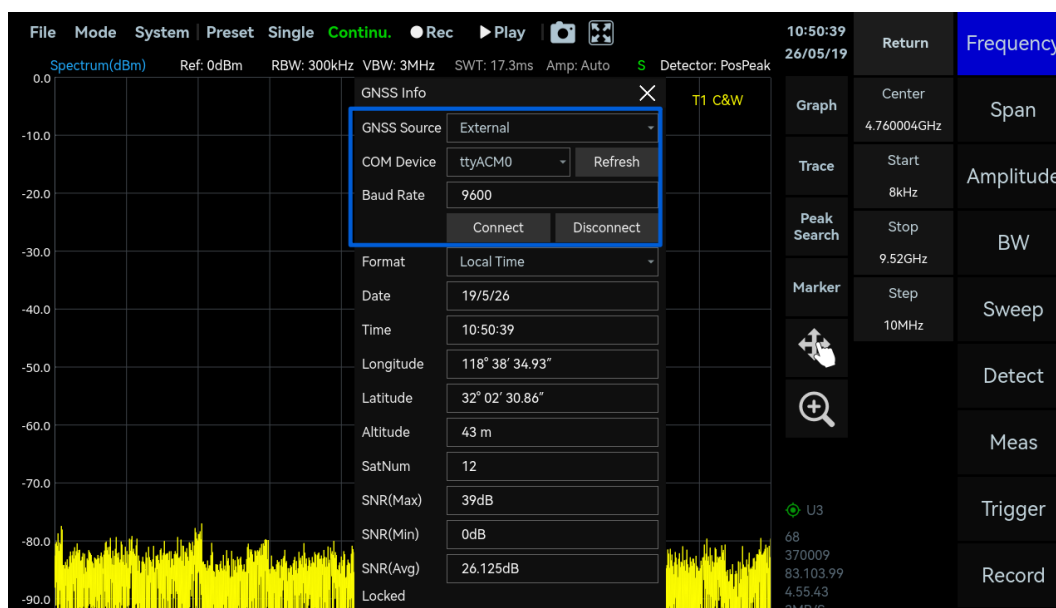 File Mode System Preset Single Continu. Rec Play
10:50:39
26/05/19
Spectrum(dBm) Ref: 0dBm RBW: 300kHz VBW: 3MHz SWT: 17.3ms Amp: Auto S Detector: PosPeak
T1 C&W
0.0
-10.0
-20.0
-30.0
-40.0
-50.0
-60.0
-70.0
-80.0
-90.0
GNSS Info
GNSS Source External
COM Device ttyACM0 Refresh
Baud Rate 9600
Connect Disconnect
Format Local Time
Date 19/5/26
Time 10:50:39
Longitude 118° 38′ 34.93″
Latitude 32° 02′ 30.86″
Altitude 43 m
SatNum 12
SNR(Max) 39dB
SNR(Min) 0dB
SNR(Avg) 26.125dB
Locked
Graph
Trace
Peak
Search
Marker
U3
68
370009
83.103.99
4.55.43
Return
Center
4.760004GHz
Start
8kHz
Stop
9.52GHz
Step
10MHz
Frequency
Span
Amplitude
BW
Sweep
Detect
Meas
Trigger
Record